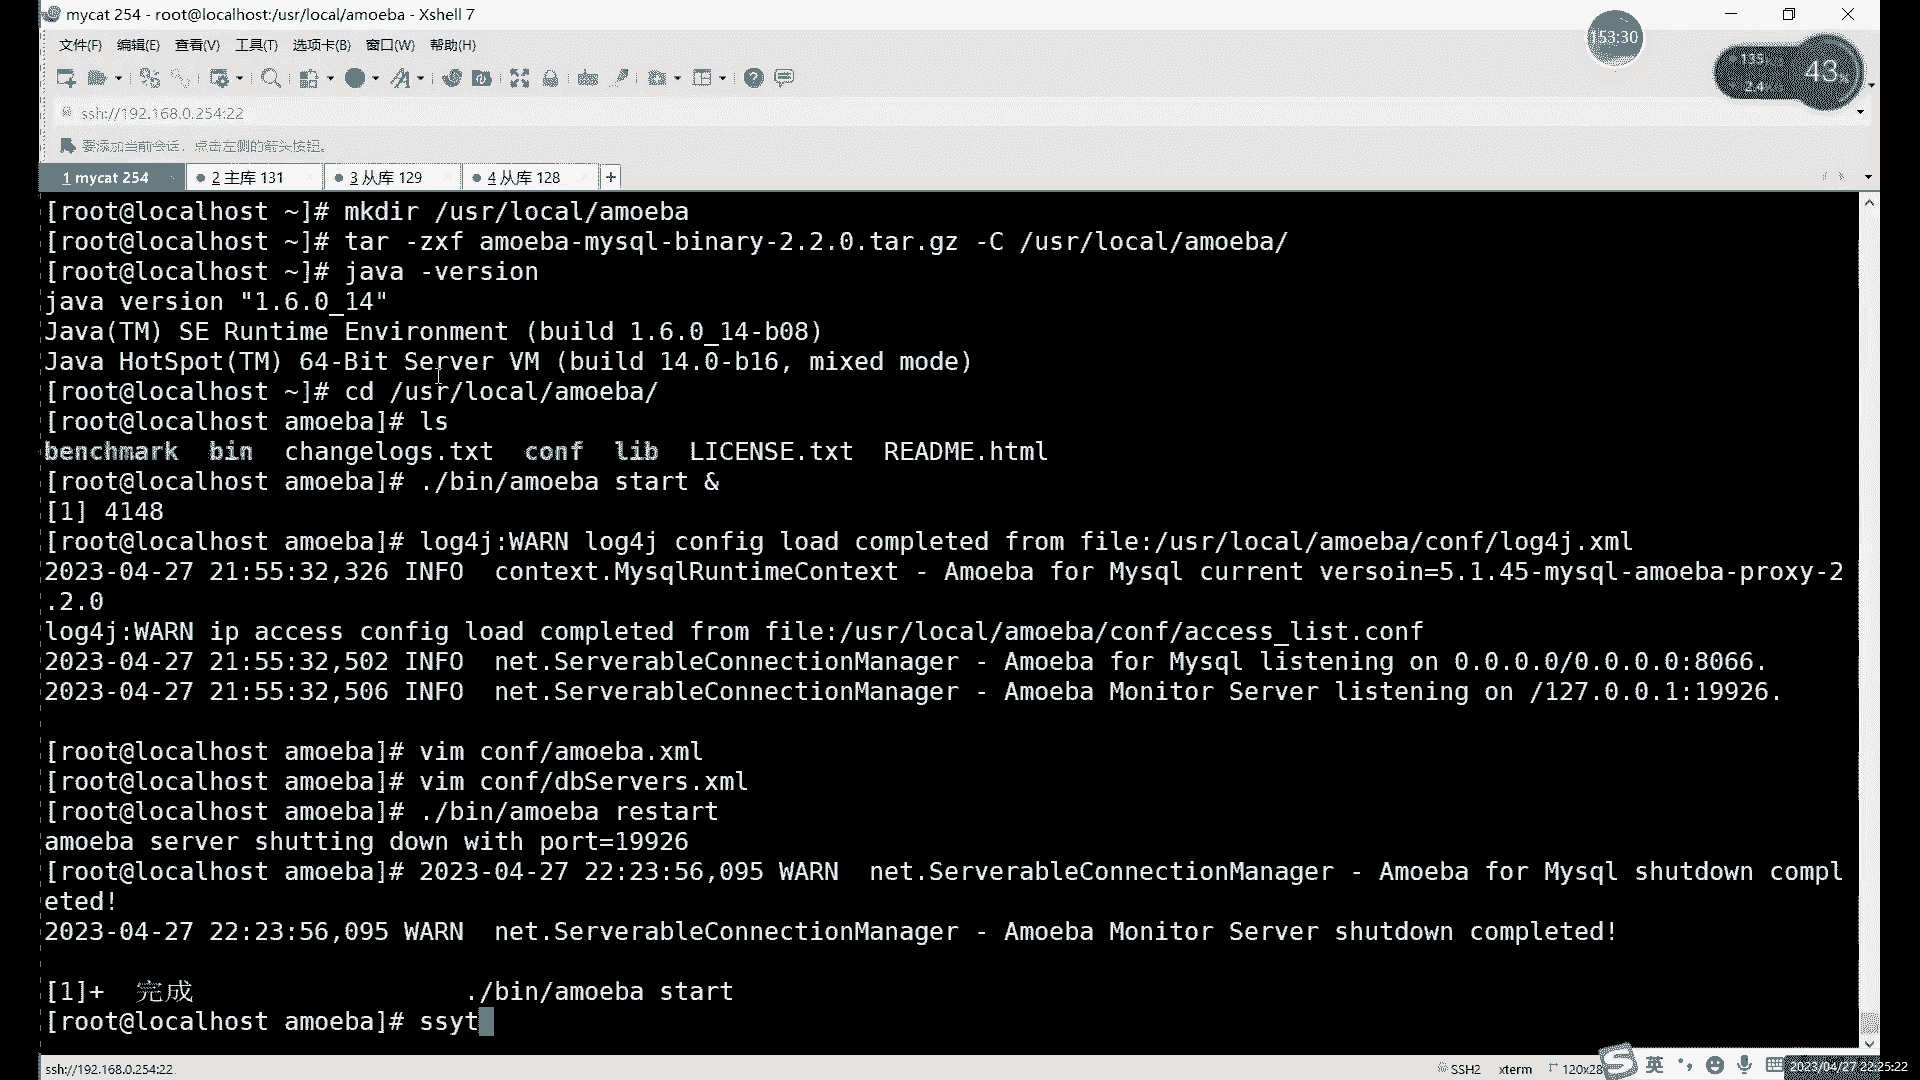 mycat 254 - root@localhost:/usr/local/amoeba - Xshell 7
文件(F) 编辑(E) 查看(V) 工具(T) 选项卡(B) 窗口(W) 帮助(H)
153:30
43%
ssh://192.168.0.254:22
要添加当前会话，点击左侧的箭头按钮。
1 mycat 254 2 主库 131 3 从库 129 4 从库 128 +
[root@localhost ~]# mkdir /usr/local/amoeba
[root@localhost ~]# tar -zxf amoeba-mysql-binary-2.2.0.tar.gz -C /usr/local/amoeba/
[root@localhost ~]# java -version
java version "1.6.0_14"
Java(TM) SE Runtime Environment (build 1.6.0_14-b08)
Java HotSpot(TM) 64-Bit Server VM (build 14.0-b16, mixed mode)
[root@localhost ~]# cd /usr/local/amoeba/
[root@localhost amoeba]# ls
benchmark bin changelogs.txt conf lib LICENSE.txt README.html
[root@localhost amoeba]# ./bin/amoeba start &
[1] 4148
[root@localhost amoeba]# log4j:WARN log4j config load completed from file:/usr/local/amoeba/conf/log4j.xml
2023-04-27 21:55:32,326 INFO context.MysqlRuntimeContext - Amoeba for Mysql current versoin=5.1.45-mysql-amoeba-proxy-2
.2.0
log4j:WARN ip access config load completed from file:/usr/local/amoeba/conf/access_list.conf
2023-04-27 21:55:32,502 INFO net.ServerableConnectionManager - Amoeba for Mysql listening on 0.0.0.0/0.0.0.0:8066.
2023-04-27 21:55:32,506 INFO net.ServerableConnectionManager - Amoeba Monitor Server listening on /127.0.0.1:19926.
[root@localhost amoeba]# vim conf/amoeba.xml
[root@localhost amoeba]# vim conf/dbServers.xml
[root@localhost amoeba]# ./bin/amoeba restart
amoeba server shutting down with port=19926
[root@localhost amoeba]# 2023-04-27 22:23:56,095 WARN net.ServerableConnectionManager - Amoeba for Mysql shutdown compl
eted!
2023-04-27 22:23:56,095 WARN net.ServerableConnectionManager - Amoeba Monitor Server shutdown completed!
[1]+ 完成 ./bin/amoeba start
[root@localhost amoeba]# ssyt
ssh://192.168.0.254:22 SSH2 xterm 120x28 英 2023/04/27 22:25:22